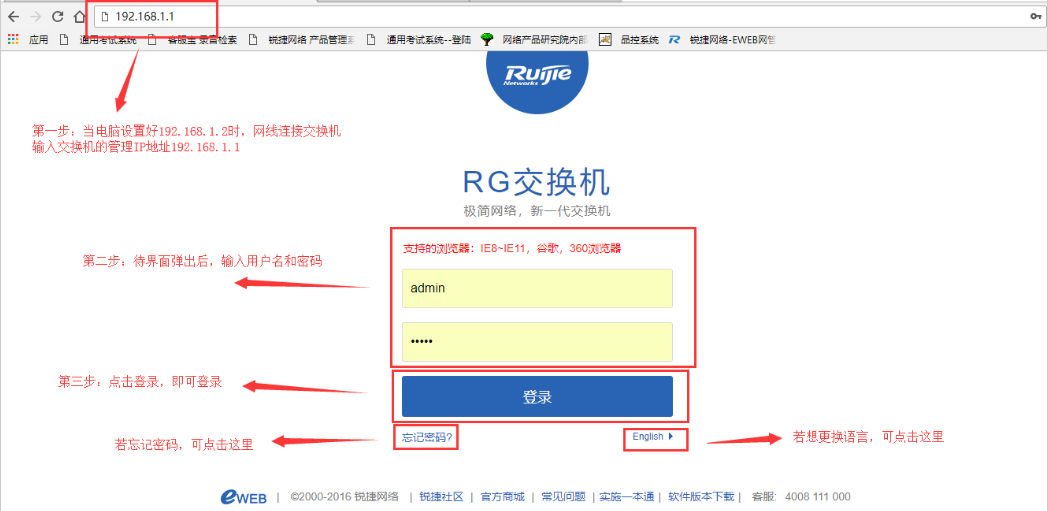 192.168.1.1
应用 通用考试系统 客服宝 录音检索 锐捷网络 产品管理 通用考试系统--登陆 网络产品研究院内部 品控系统 锐捷网络-EWEB网管
Ruijie
Networks
第一步：当电脑设置好192.168.1.2时，网线连接交换机
输入交换机的管理IP地址192.168.1.1
RG交换机
极简网络，新一代交换机
支持的浏览器：IE8~IE11，谷歌，360浏览器
第二步：待界面弹出后，输入用户名和密码
admin
•••••
第三步：点击登录，即可登录
登录
若忘记密码，可点击这里
忘记密码?
English
若想更换语言，可点击这里
eWEB | ©2000-2016 锐捷网络 | 锐捷社区 | 官方商城 | 常见问题 | 实施一本通 | 软件版本下载 | 客服: 4008 111 000